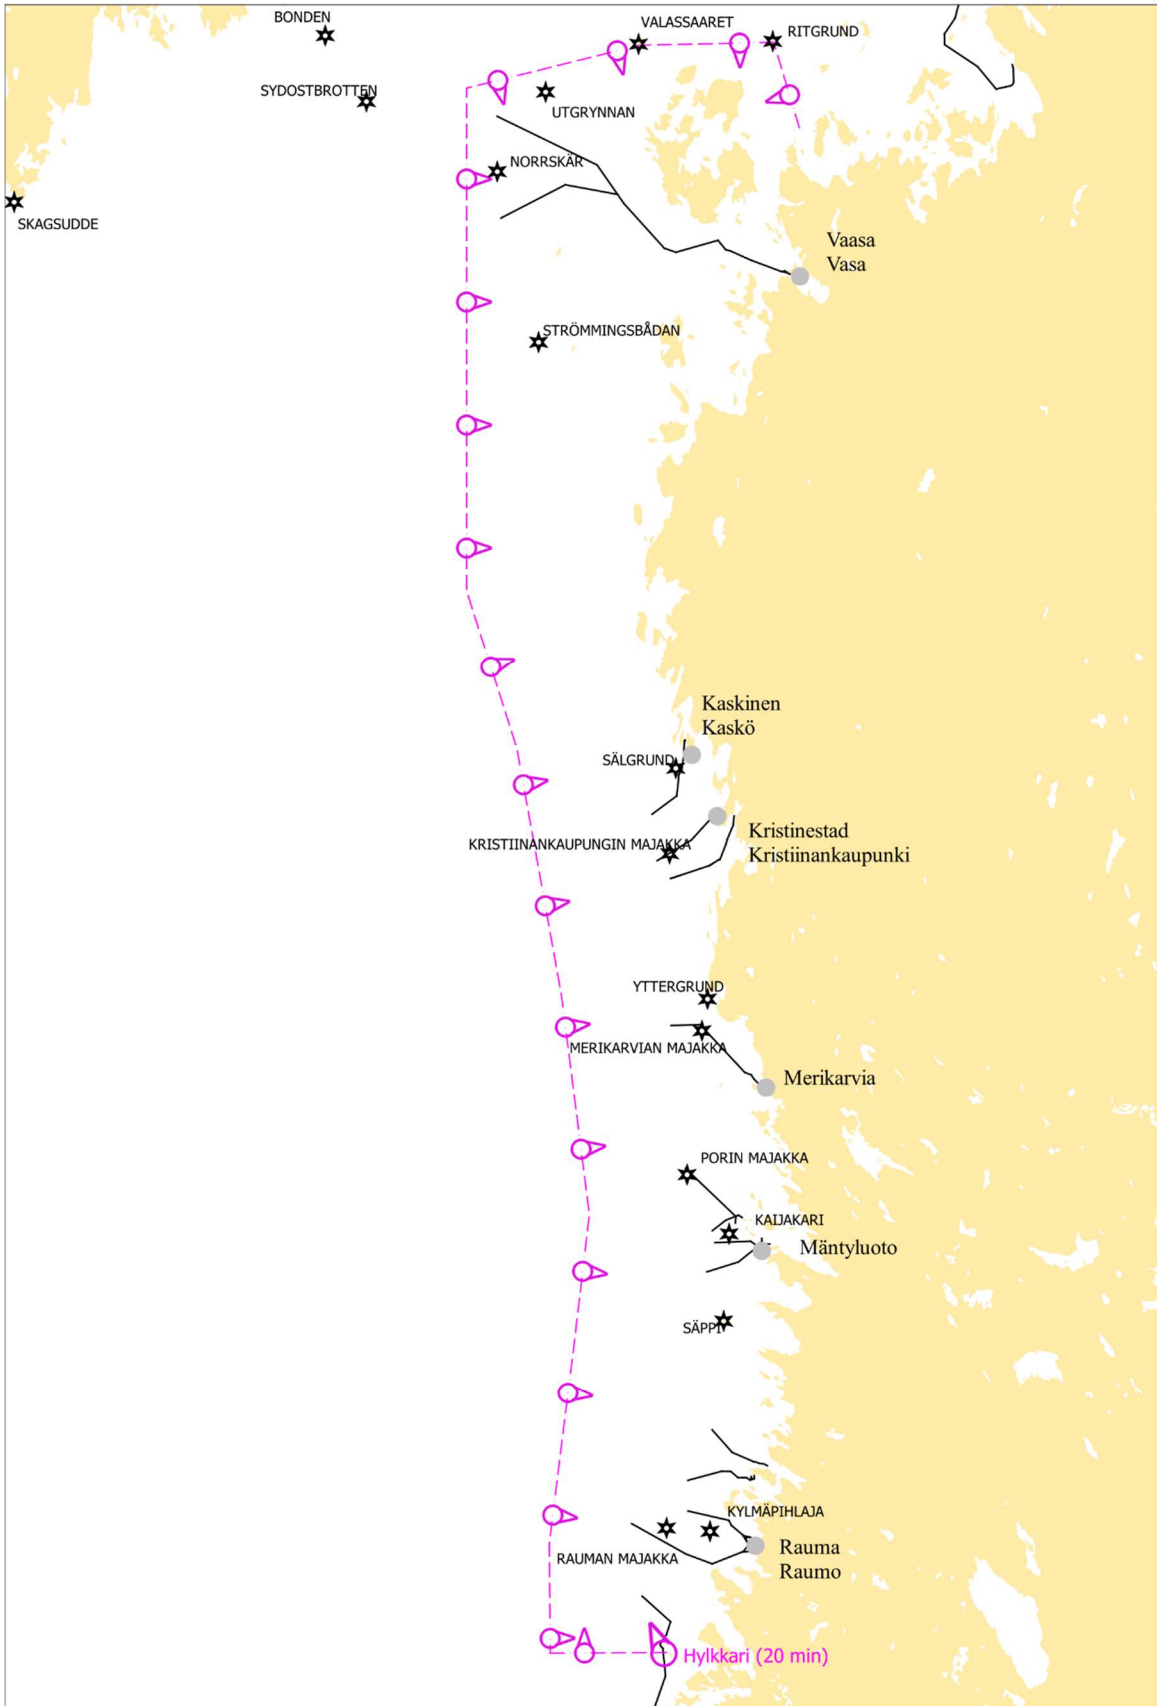 BONDEN
VALASSAARET
RITGRUND
SYDOSTBROTTEN
UTGRYNNAN
NORRSKÄR
SKAGSUDDE
Vaasa
Vasa
STRÖMMINGSBÅDAN
Kaskinen
Kaskö
SÄLGRUND
KRISTIINANKAUPUNGIN MAJAKKA
Kristinestad
Kristiinankaupunki
YTTERGRUND
MERIKARVIAN MAJAKKA
Merikarvia
PORIN MAJAKKA
KAIJAKARI
Mäntyluoto
SÄPPI
KYLMÄPIHLAJA
RAUMAN MAJAKKA
Rauma
Raumo
Hylkkari (20 min)